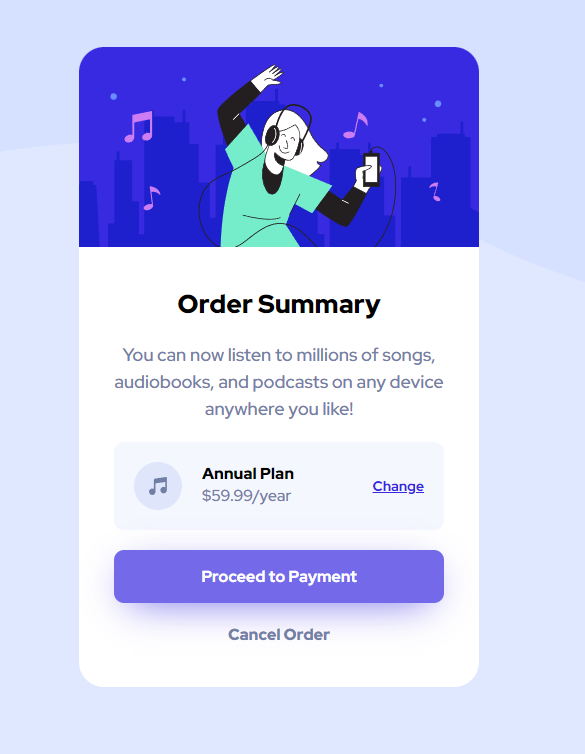 Order Summary
You can now listen to millions of songs,
audiobooks, and podcasts on any device
anywhere you like!
Annual Plan
$59.99/year
Change
Proceed to Payment
Cancel Order